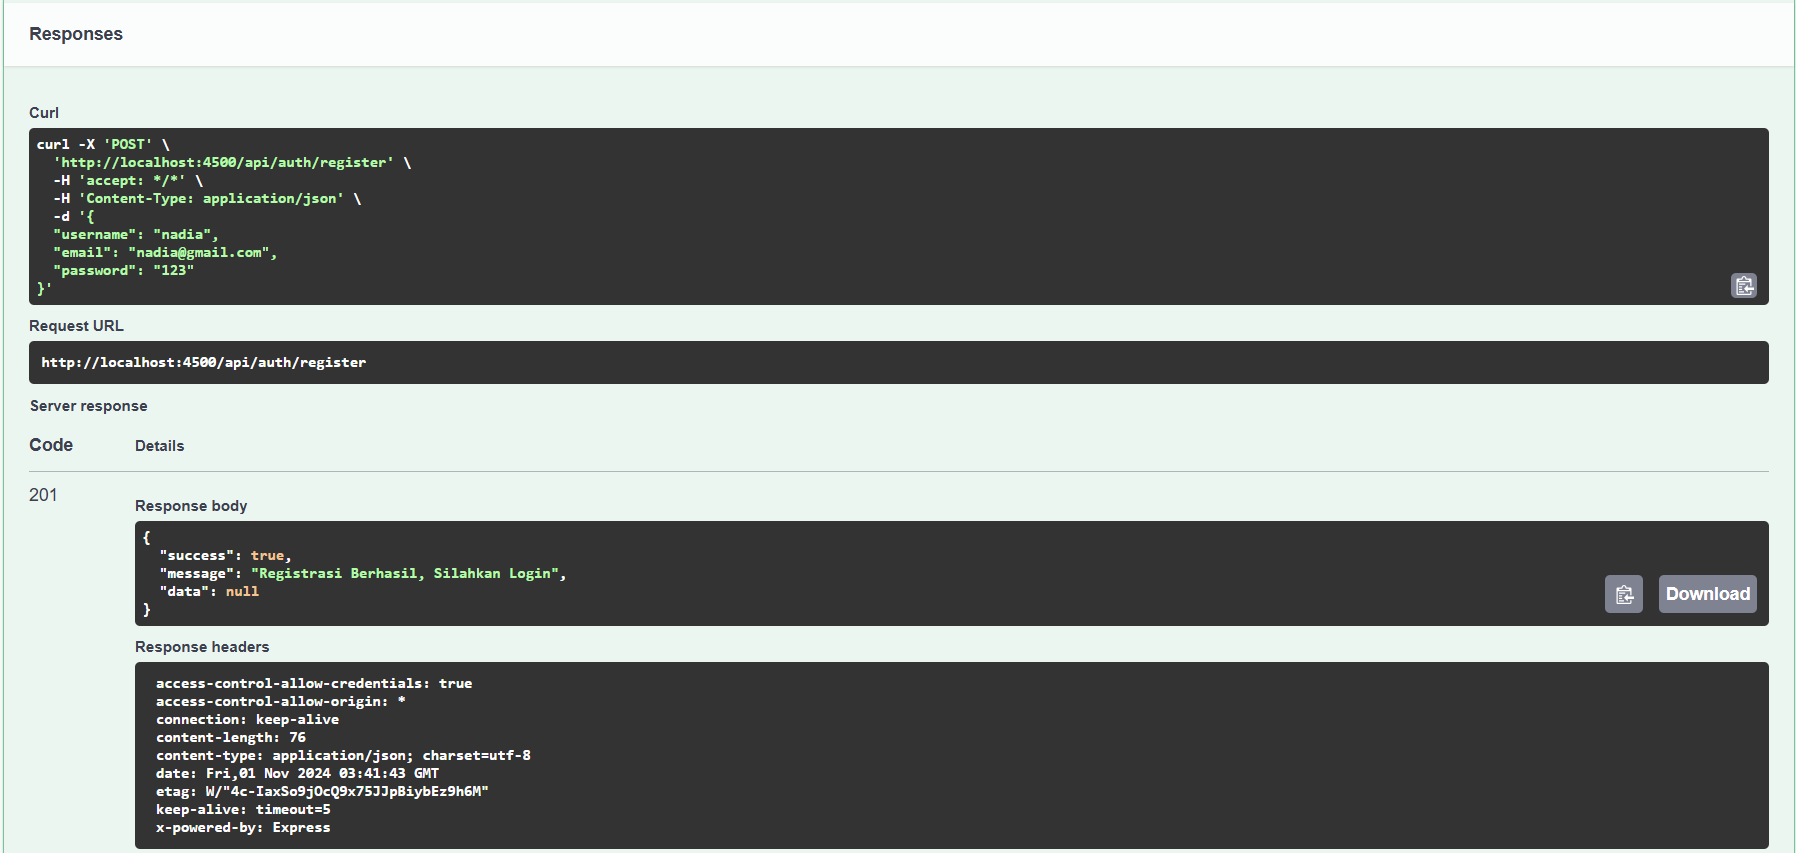 Responses
Curl
curl -X 'POST' \
  'http://localhost:4500/api/auth/register' \
  -H 'accept: */*' \
  -H 'Content-Type: application/json' \
  -d '{
  "username": "nadia",
  "email": "nadia@gmail.com",
  "password": "123"
}'
Request URL
http://localhost:4500/api/auth/register
Server response
Code Details
201
Response body
{
  "success": true,
  "message": "Registrasi Berhasil, Silahkan Login",
  "data": null
}
Download
Response headers
access-control-allow-credentials: true
access-control-allow-origin: *
connection: keep-alive
content-length: 76
content-type: application/json; charset=utf-8
date: Fri,01 Nov 2024 03:41:43 GMT
etag: W/"4c-IaxSo9jOcQ9x75JJpBiybEz9h6M"
keep-alive: timeout=5
x-powered-by: Express